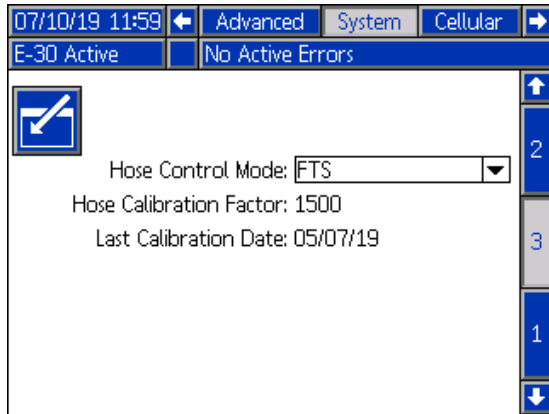 07/10/19 11:59 Advanced System Cellular
E-30 Active No Active Errors
2
Hose Control Mode: FTS
Hose Calibration Factor: 1500
Last Calibration Date: 05/07/19
3
1